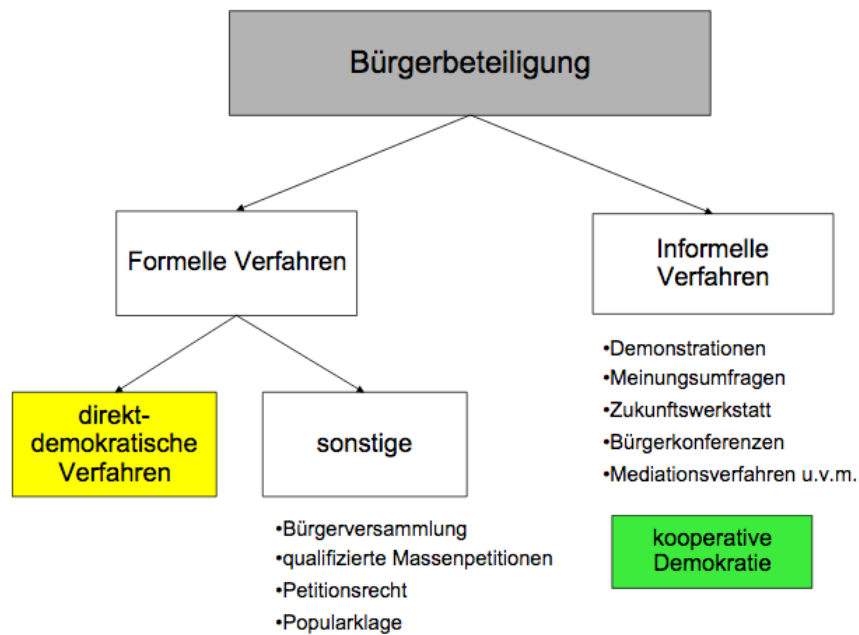 Bürgerbeteiligung
Formelle Verfahren
Informelle
Verfahren
direkt-
demokratische
Verfahren
sonstige
•Bürgerversammlung
•qualifizierte Massenpetitionen
•Petitionsrecht
•Popularklage
•Demonstrationen
•Meinungsumfragen
•Zukunftswerkstatt
•Bürgerkonferenzen
•Mediationsverfahren u.v.m.
kooperative
Demokratie